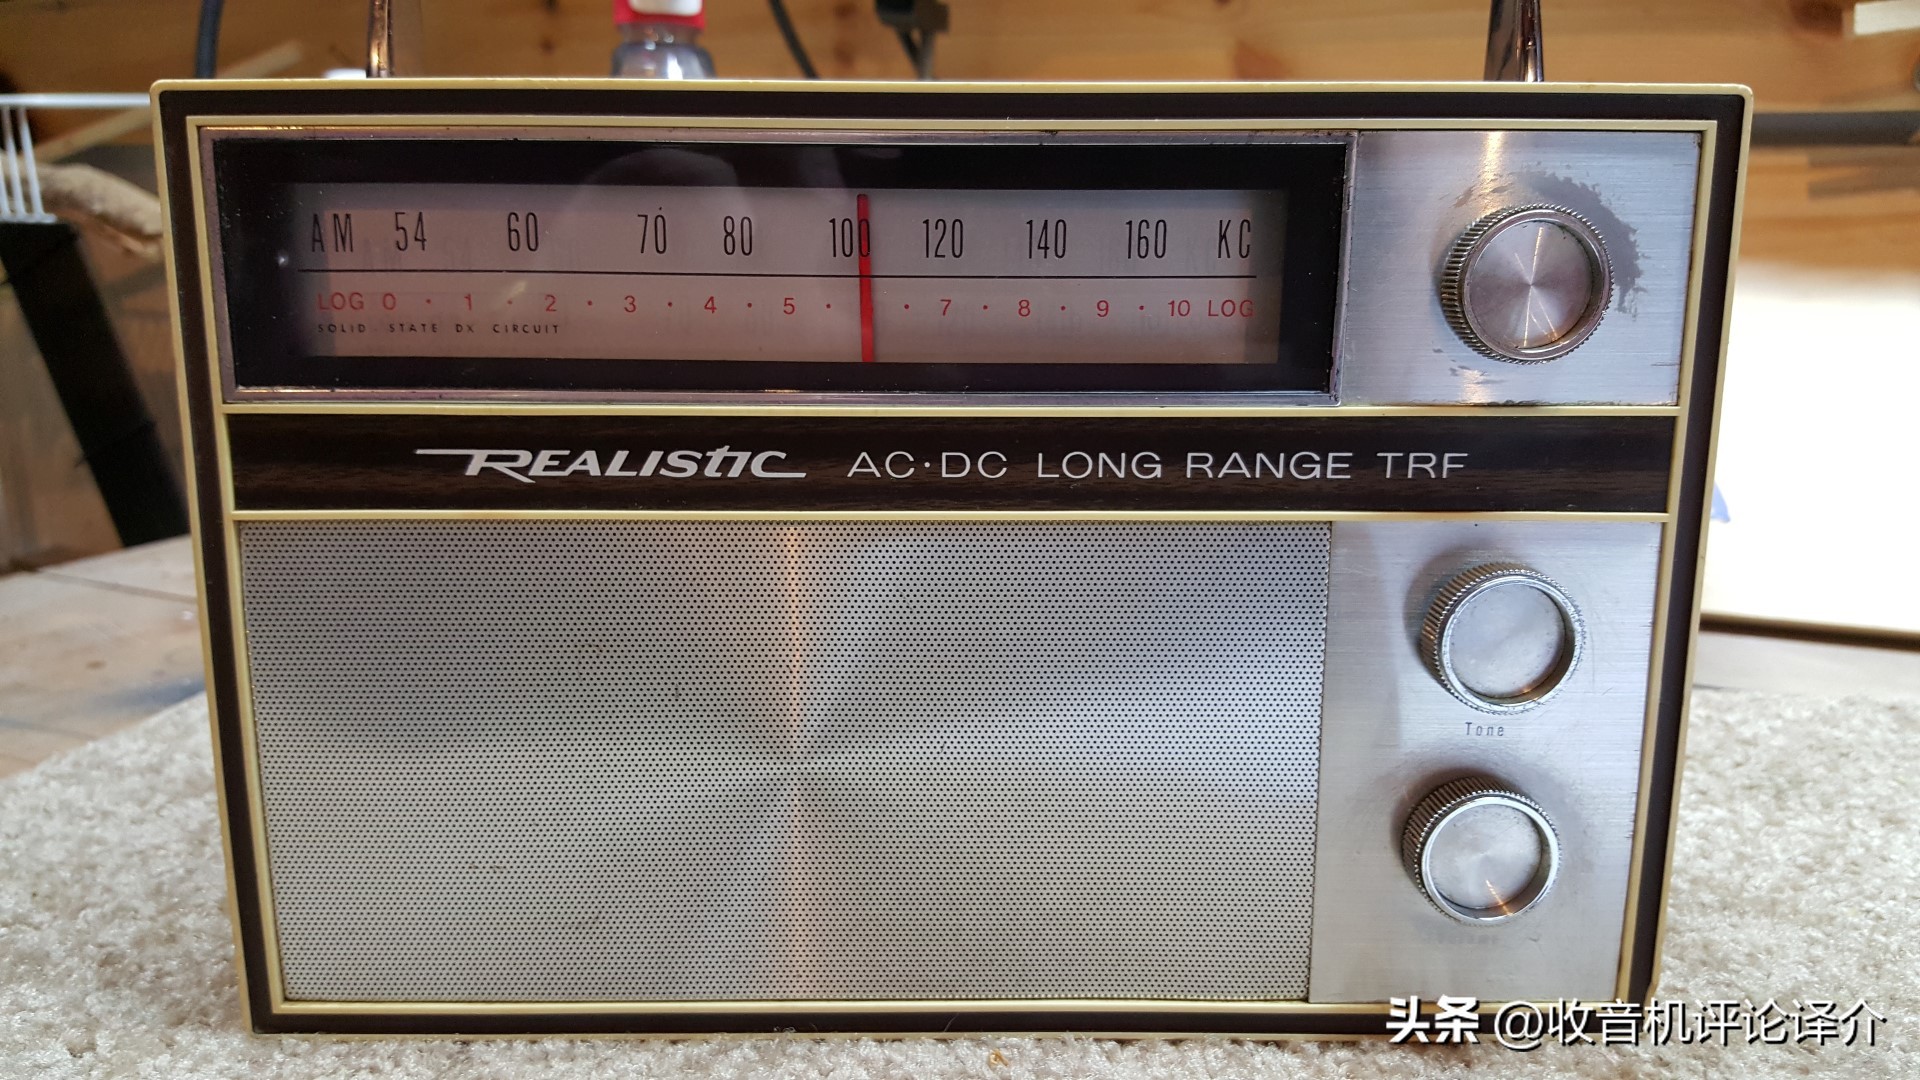 AM 54 60 70 80 100 120 140 160 KC
LOG 0 · 1 · 2 · 3 · 4 · 5 · · 7 · 8 · 9 · 10 LOG
SOLID STATE DX CIRCUIT
REALISTIC AC·DC LONG RANGE TRF
Tone
头条 @收音机评论译介